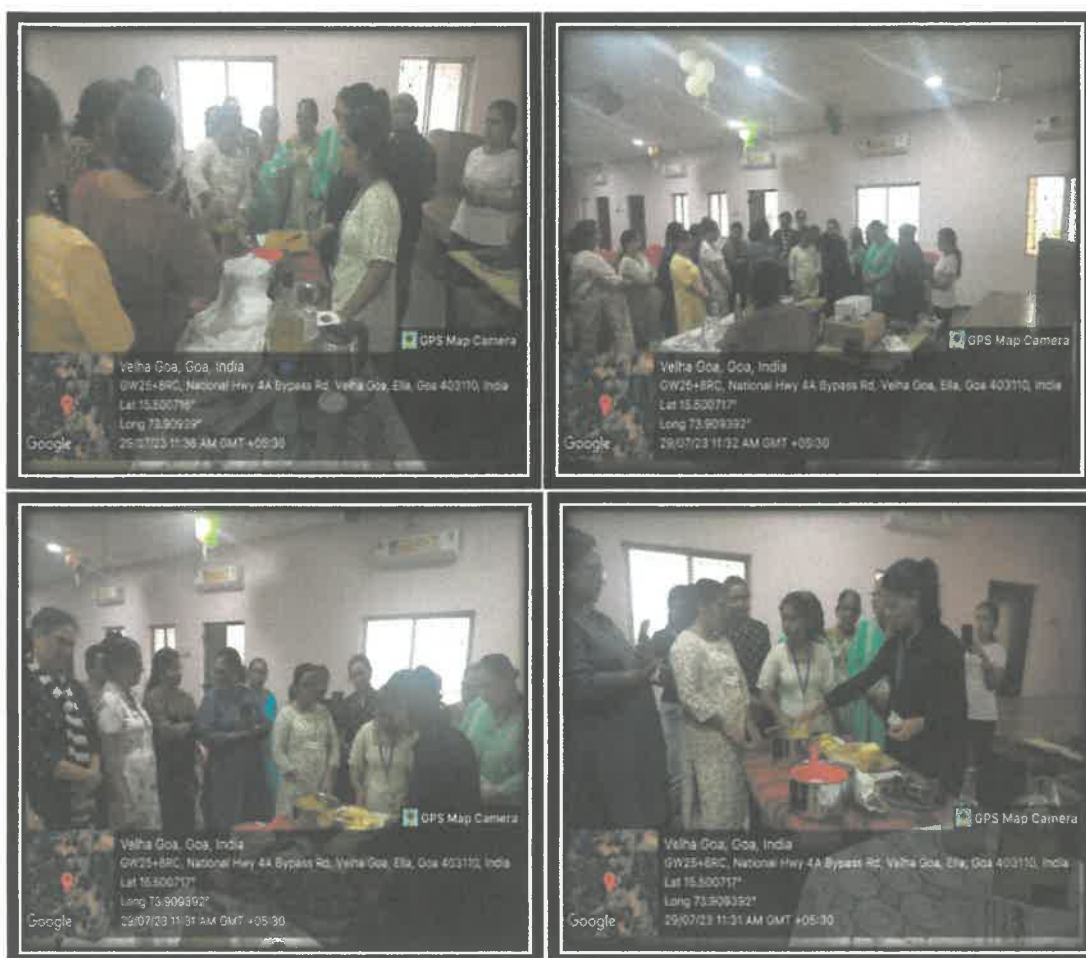 GPS Map Camera
Velha Goa, Goa, India
GW25+8RC, National Hwy 4A Bypass Rd, Velha Goa, Ella, Goa 403110, India
Lat 15.500716°
Long 73.90939°
Google
29/07/23 11:36 AM GMT +05:30
GPS Map Camera
Velha Goa, Goa, India
GW25+8RC, National Hwy 4A Bypass Rd, Velha Goa, Ella, Goa 403110, India
Lat 15.500717°
Long 73.909392°
Google
29/07/23 11:32 AM GMT +05:30
GPS Map Camera
Velha Goa, Goa, India
GW25+8RC, National Hwy 4A Bypass Rd, Velha Goa, Ella, Goa 403110, India
Lat 15.500717°
Long 73.909392°
Google
29/07/23 11:31 AM GMT +05:30
GPS Map Camera
Velha Goa, Goa, India
GW25+8RC, National Hwy 4A Bypass Rd, Velha Goa, Ella, Goa 403110, India
Lat 15.500717°
Long 73.909392°
Google
29/07/23 11:31 AM GMT +05:30